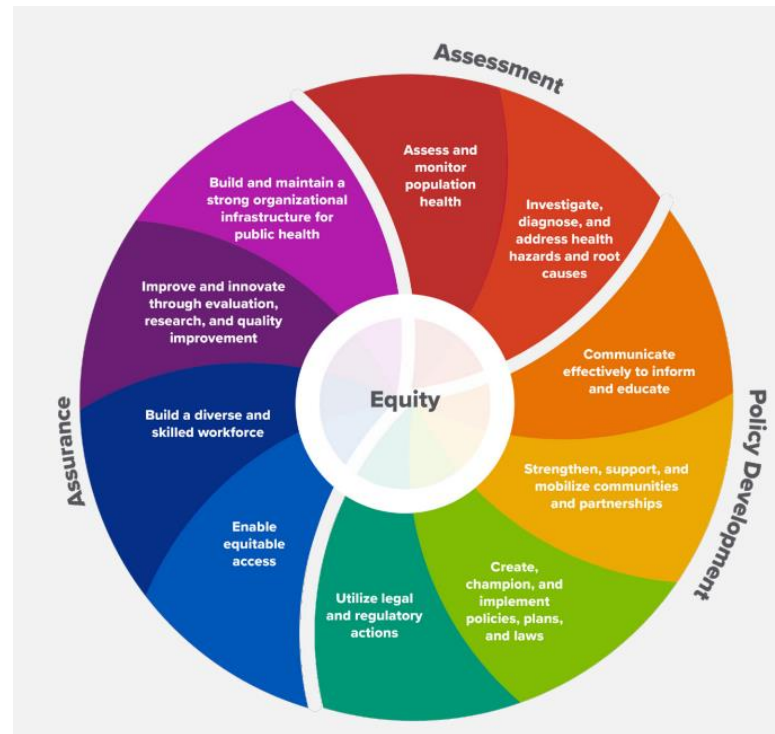 Assessment
Assess and
monitor
population
health
Investigate,
diagnose, and
address health
hazards and root
causes
Policy Development
Communicate
effectively to inform
and educate
Strengthen, support, and
mobilize communities
and partnerships
Create,
champion, and
implement
policies, plans,
and laws
Utilize legal
and regulatory
actions
Assurance
Enable
equitable
access
Build a diverse and
skilled workforce
Improve and innovate
through evaluation,
research, and quality
improvement
Build and maintain a
strong organizational
infrastructure for
public health
Equity